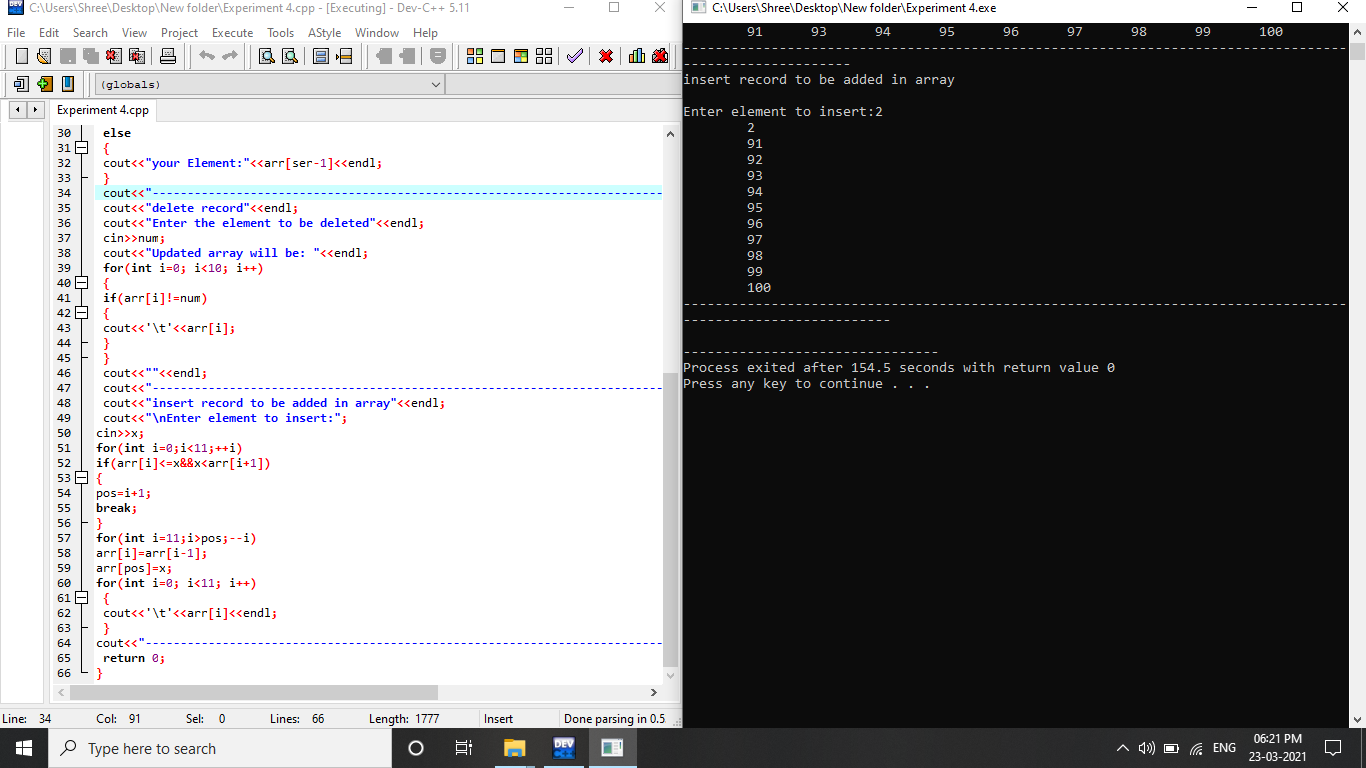 C:\Users\Shree\Desktop\New folder\Experiment 4.cpp - [Executing] - Dev-C++ 5.11
File Edit Search View Project Execute Tools AStyle Window Help
(globals)
Experiment 4.cpp
30 else
31 {
32 cout<<"your Element:"<<arr[ser-1]<<endl;
33 }
34 cout<<"--------------------------------------------------------------------------
35 cout<<"delete record"<<endl;
36 cout<<"Enter the element to be deleted"<<endl;
37 cin>>num;
38 cout<<"Updated array will be: "<<endl;
39 for(int i=0; i<10; i++)
40 {
41 if(arr[i]!=num)
42 {
43 cout<<'\t'<<arr[i];
44 }
45 }
46 cout<<""<<endl;
47 cout<<"--------------------------------------------------------------------------
48 cout<<"insert record to be added in array"<<endl;
49 cout<<"\nEnter element to insert:";
50 cin>>x;
51 for(int i=0;i<11;++i)
52 if(arr[i]<=x&&x<arr[i+1])
53 {
54 pos=i+1;
55 break;
56 }
57 for(int i=11;i>pos;--i)
58 arr[i]=arr[i-1];
59 arr[pos]=x;
60 for(int i=0; i<11; i++)
61 {
62 cout<<'\t'<<arr[i]<<endl;
63 }
64 cout<<"---------------------------------------------------------------------------
65 return 0;
66 }
Line: 34 Col: 91 Sel: 0 Lines: 66 Length: 1777 Insert Done parsing in 0.5
C:\Users\Shree\Desktop\New folder\Experiment 4.exe
91 93 94 95 96 97 98 99 100
-----------------------------------------------------------------------------------
---------------------
insert record to be added in array
Enter element to insert:2
2
91
92
93
94
95
96
97
98
99
100
-----------------------------------------------------------------------------------
--------------------------
--------------------------------
Process exited after 154.5 seconds with return value 0
Press any key to continue . . .
Type here to search
DEV
ENG
06:21 PM
23-03-2021